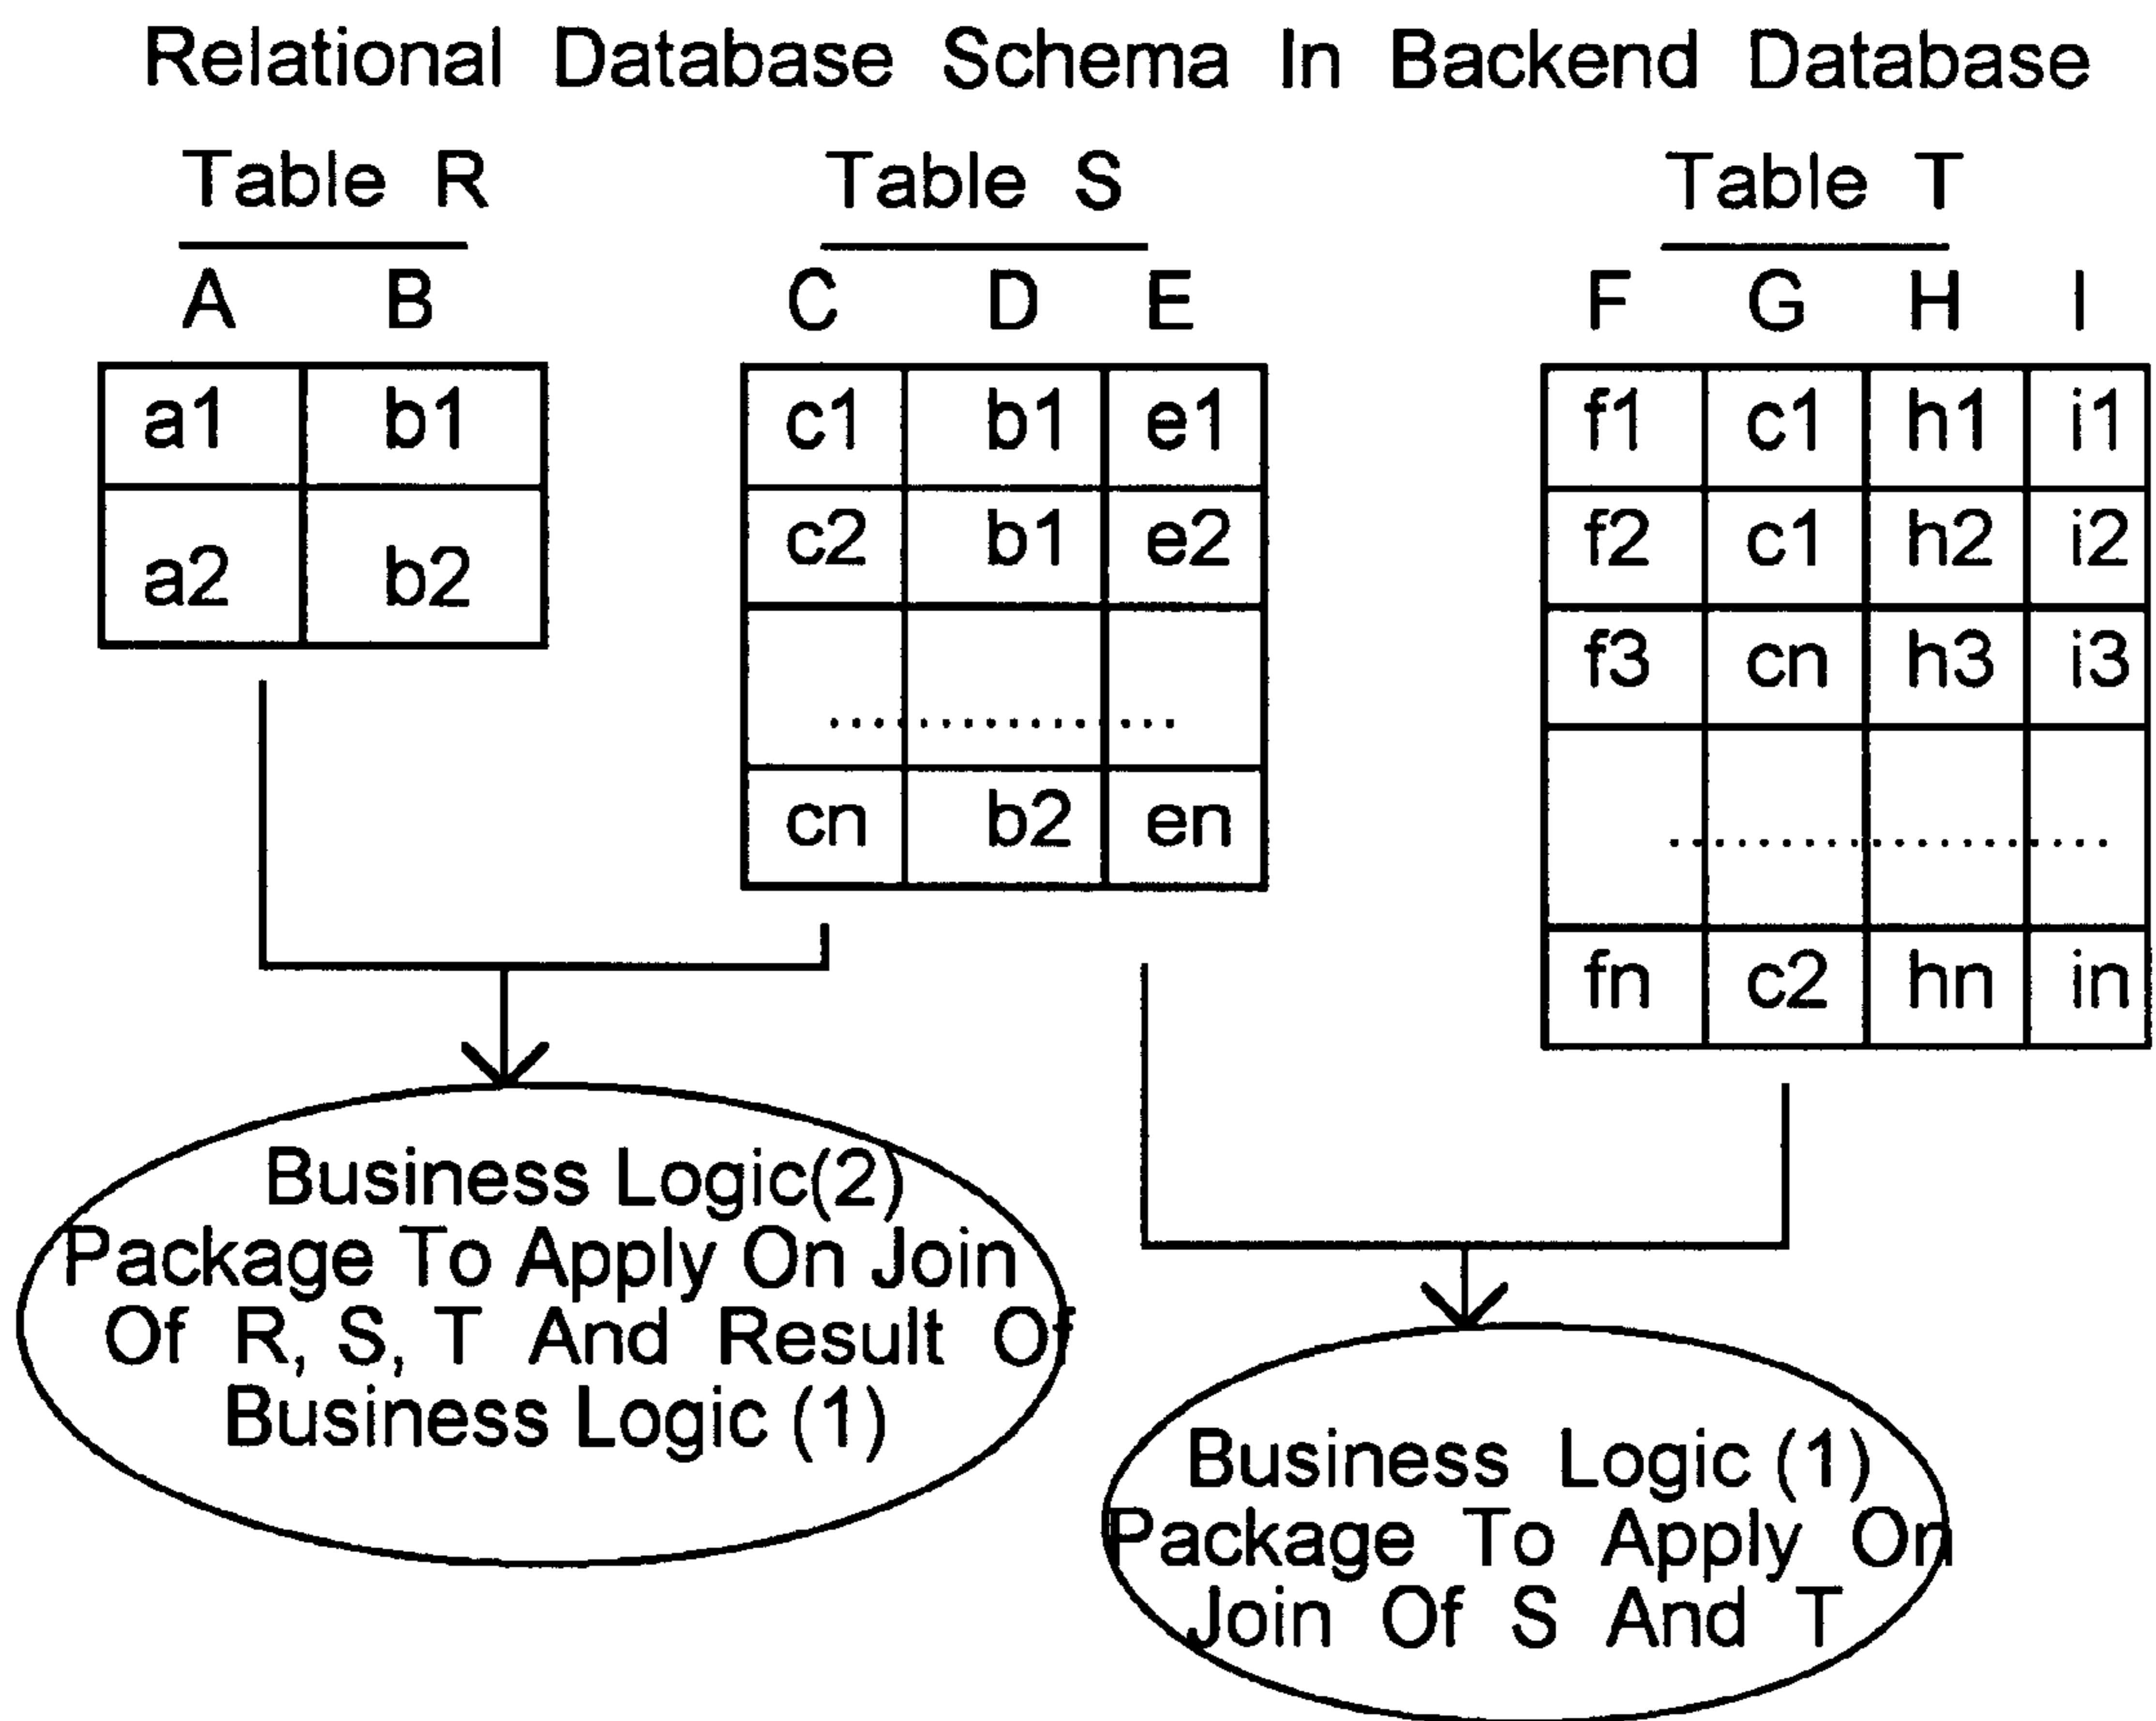 Relational Database Schema In Backend Database
Table R Table S Table T
A B C D E F G H I
a1 b1 c1 b1 e1 f1 c1 h1 i1
a2 b2 c2 b1 e2 f2 c1 h2 i2
f3 cn h3 i3
................
cn b2 en
....................
fn c2 hn in
Business Logic(2)
Package To Apply On Join
Of R, S, T And Result Of
Business Logic (1)
Business Logic (1)
Package To Apply On
Join Of S And T